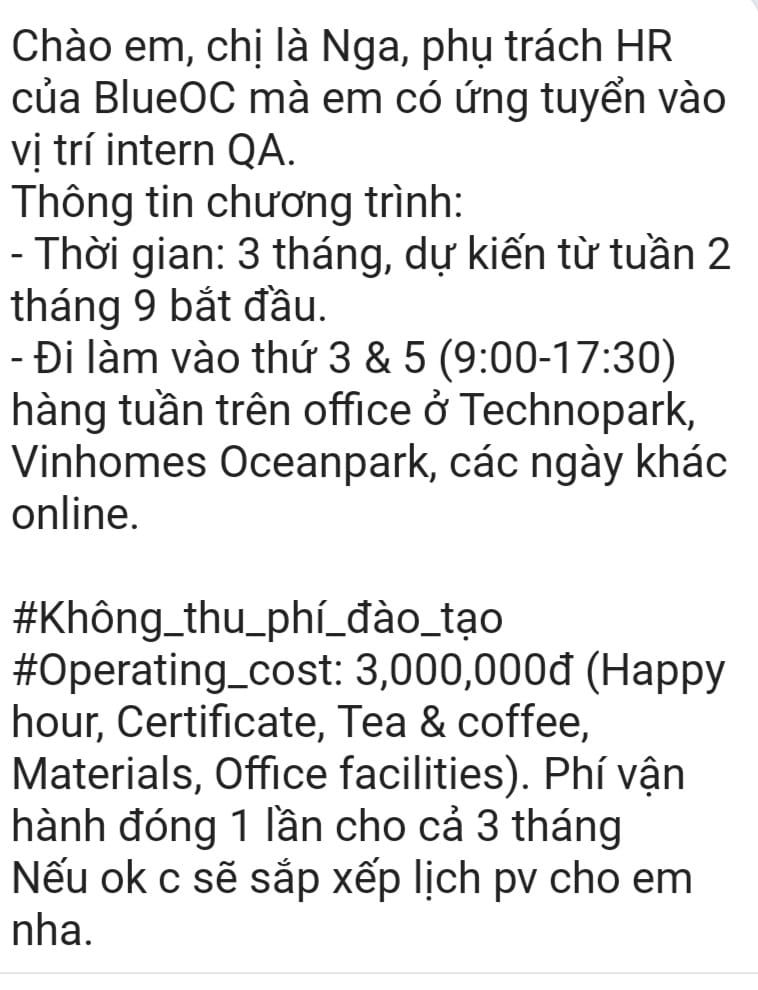 Chào em, chị là Nga, phụ trách HR
của BlueOC mà em có ứng tuyển vào
vị trí intern QA.
Thông tin chương trình:
- Thời gian: 3 tháng, dự kiến từ tuần 2
tháng 9 bắt đầu.
- Đi làm vào thứ 3 & 5 (9:00-17:30)
hàng tuần trên office ở Technopark,
Vinhomes Oceanpark, các ngày khác
online.
#Không_thu_phí_đào_tạo
#Operating_cost: 3,000,000đ (Happy
hour, Certificate, Tea & coffee,
Materials, Office facilities). Phí vận
hành đóng 1 lần cho cả 3 tháng
Nếu ok c sẽ sắp xếp lịch pv cho em
nha.